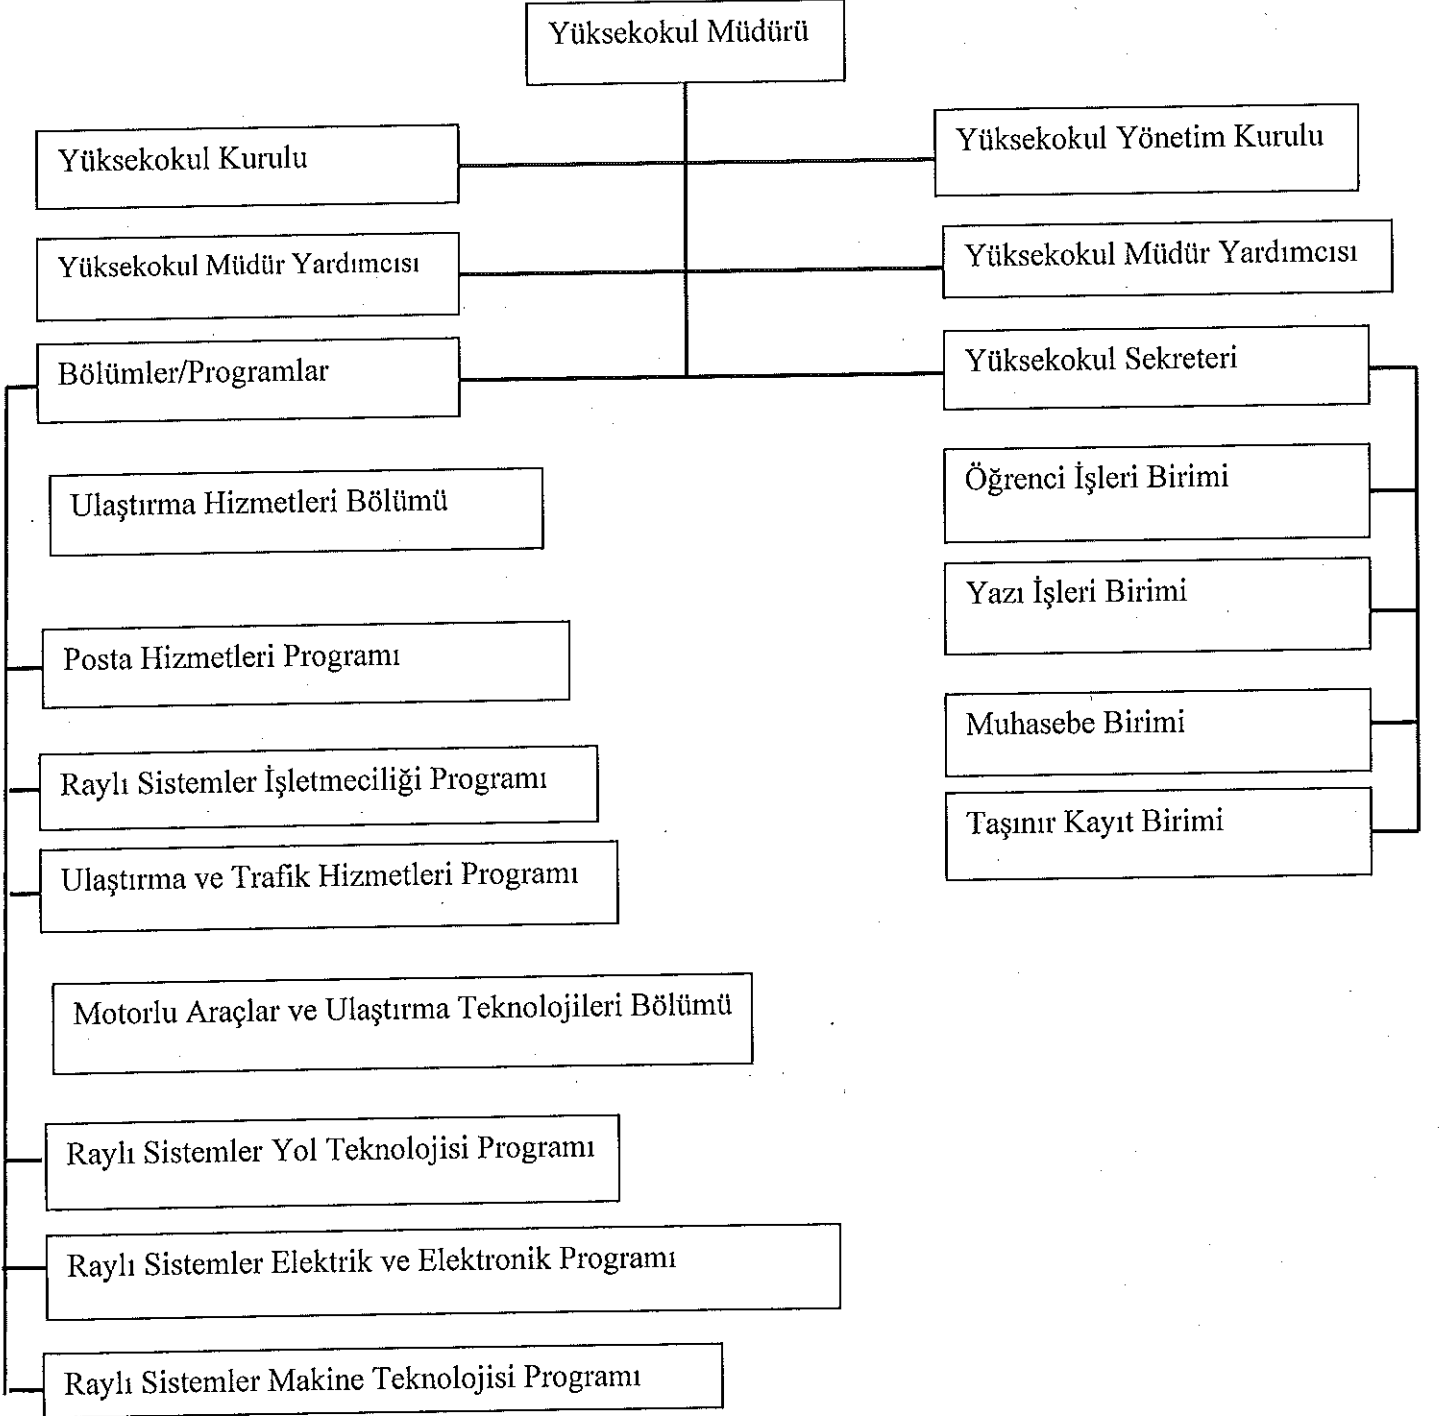 Yüksekokul Müdürü
Yüksekokul Kurulu
Yüksekokul Yönetim Kurulu
Yüksekokul Müdür Yardımcısı
Yüksekokul Müdür Yardımcısı
Bölümler/Programlar
Yüksekokul Sekreteri
Ulaştırma Hizmetleri Bölümü
Posta Hizmetleri Programı
Raylı Sistemler İşletmeciliği Programı
Ulaştırma ve Trafik Hizmetleri Programı
Motorlu Araçlar ve Ulaştırma Teknolojileri Bölümü
Raylı Sistemler Yol Teknolojisi Programı
Raylı Sistemler Elektrik ve Elektronik Programı
Raylı Sistemler Makine Teknolojisi Programı
Öğrenci İşleri Birimi
Yazı İşleri Birimi
Muhasebe Birimi
Taşınır Kayıt Birimi